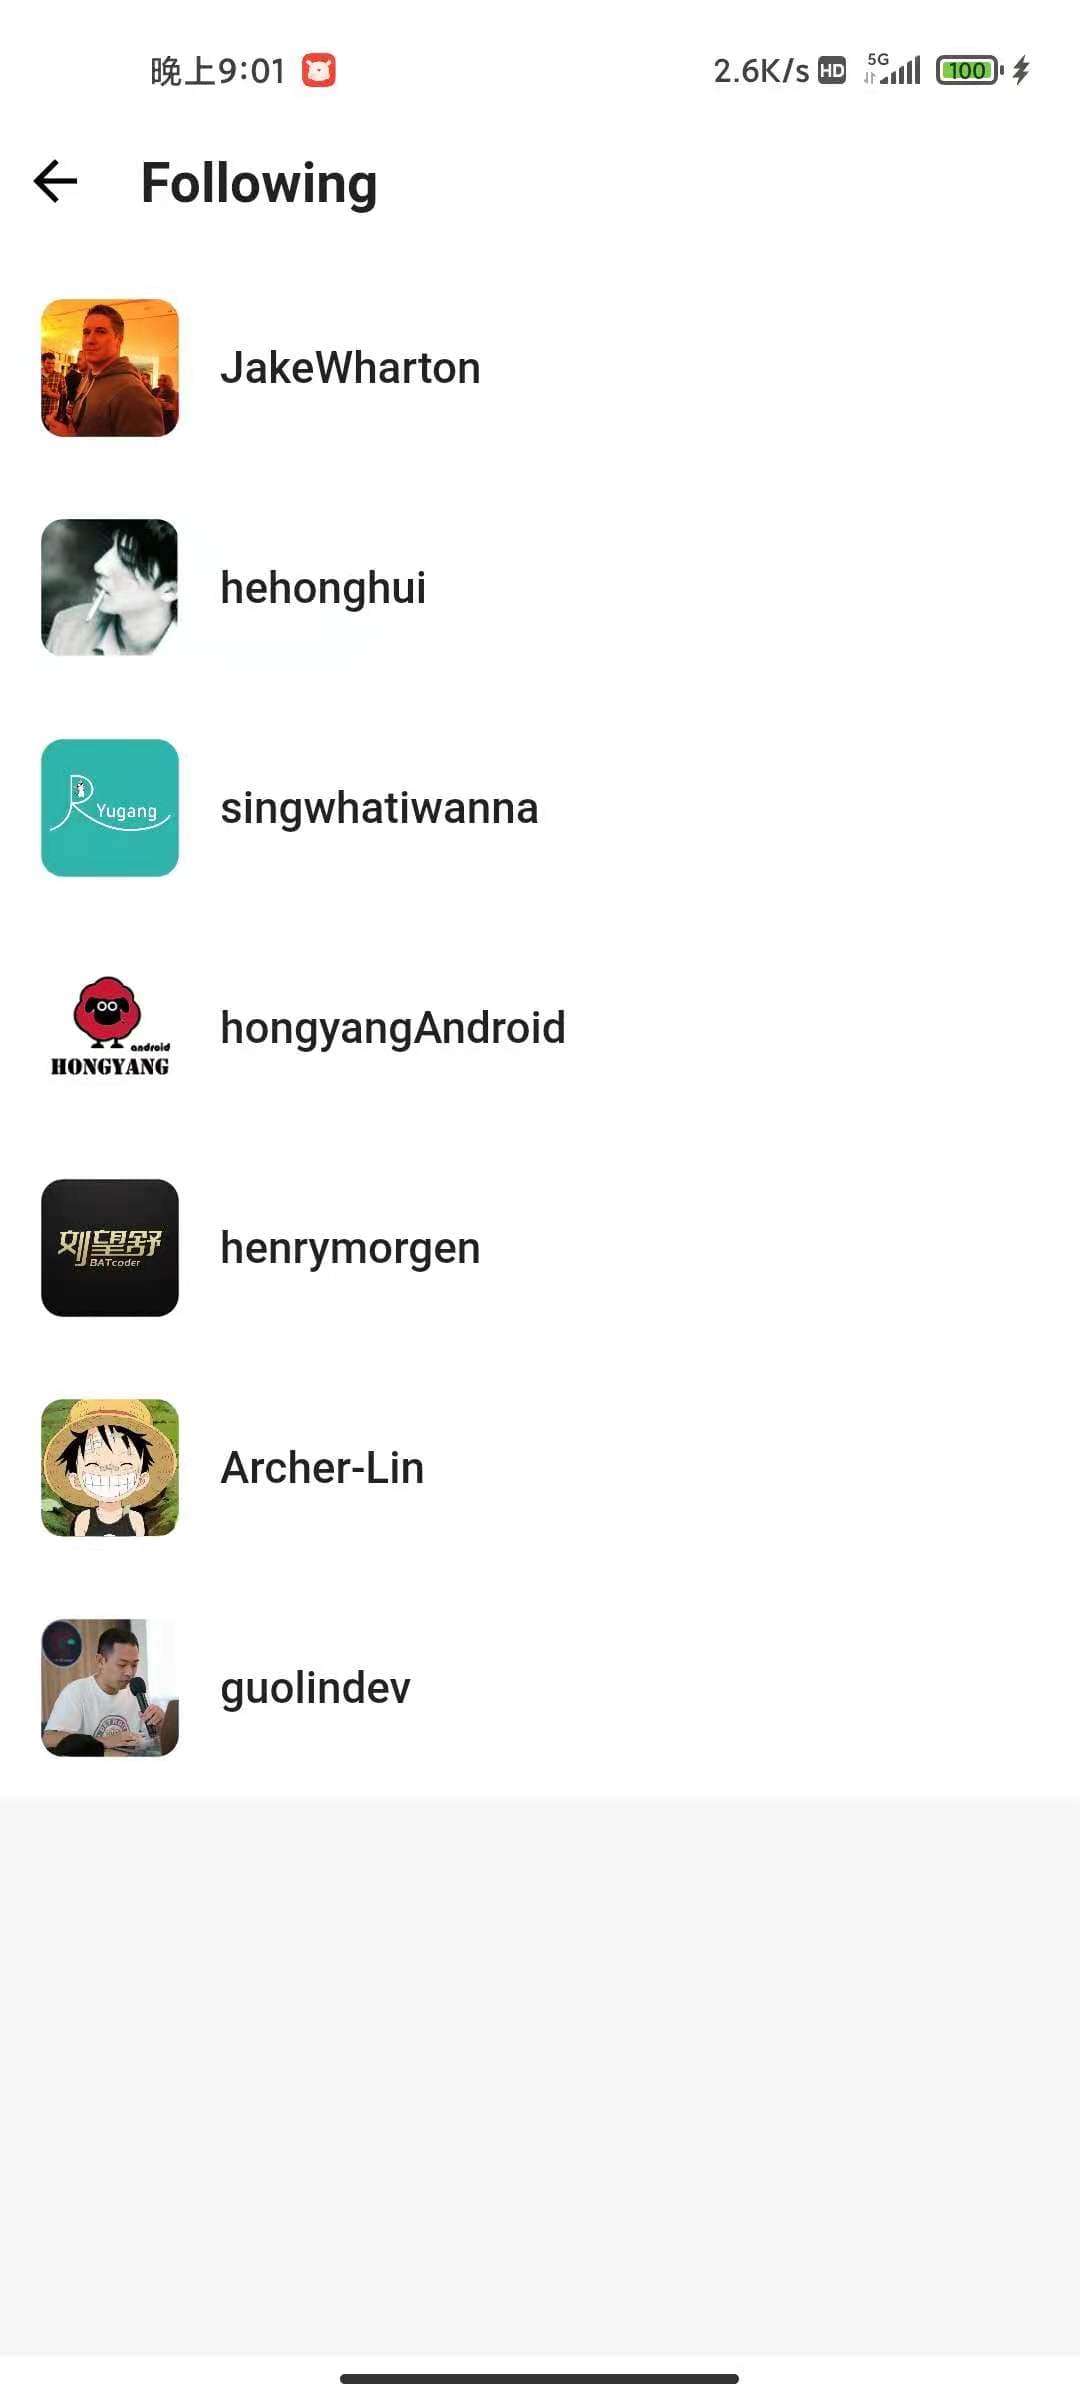 晚上9:01 2.6K/s HD 5G 100
Following
JakeWharton
hehonghui
R Yugang
singwhatiwanna
android
HONGYANG
hongyangAndroid
刘望舒
BATcoder
henrymorgen
Archer-Lin
guolindev